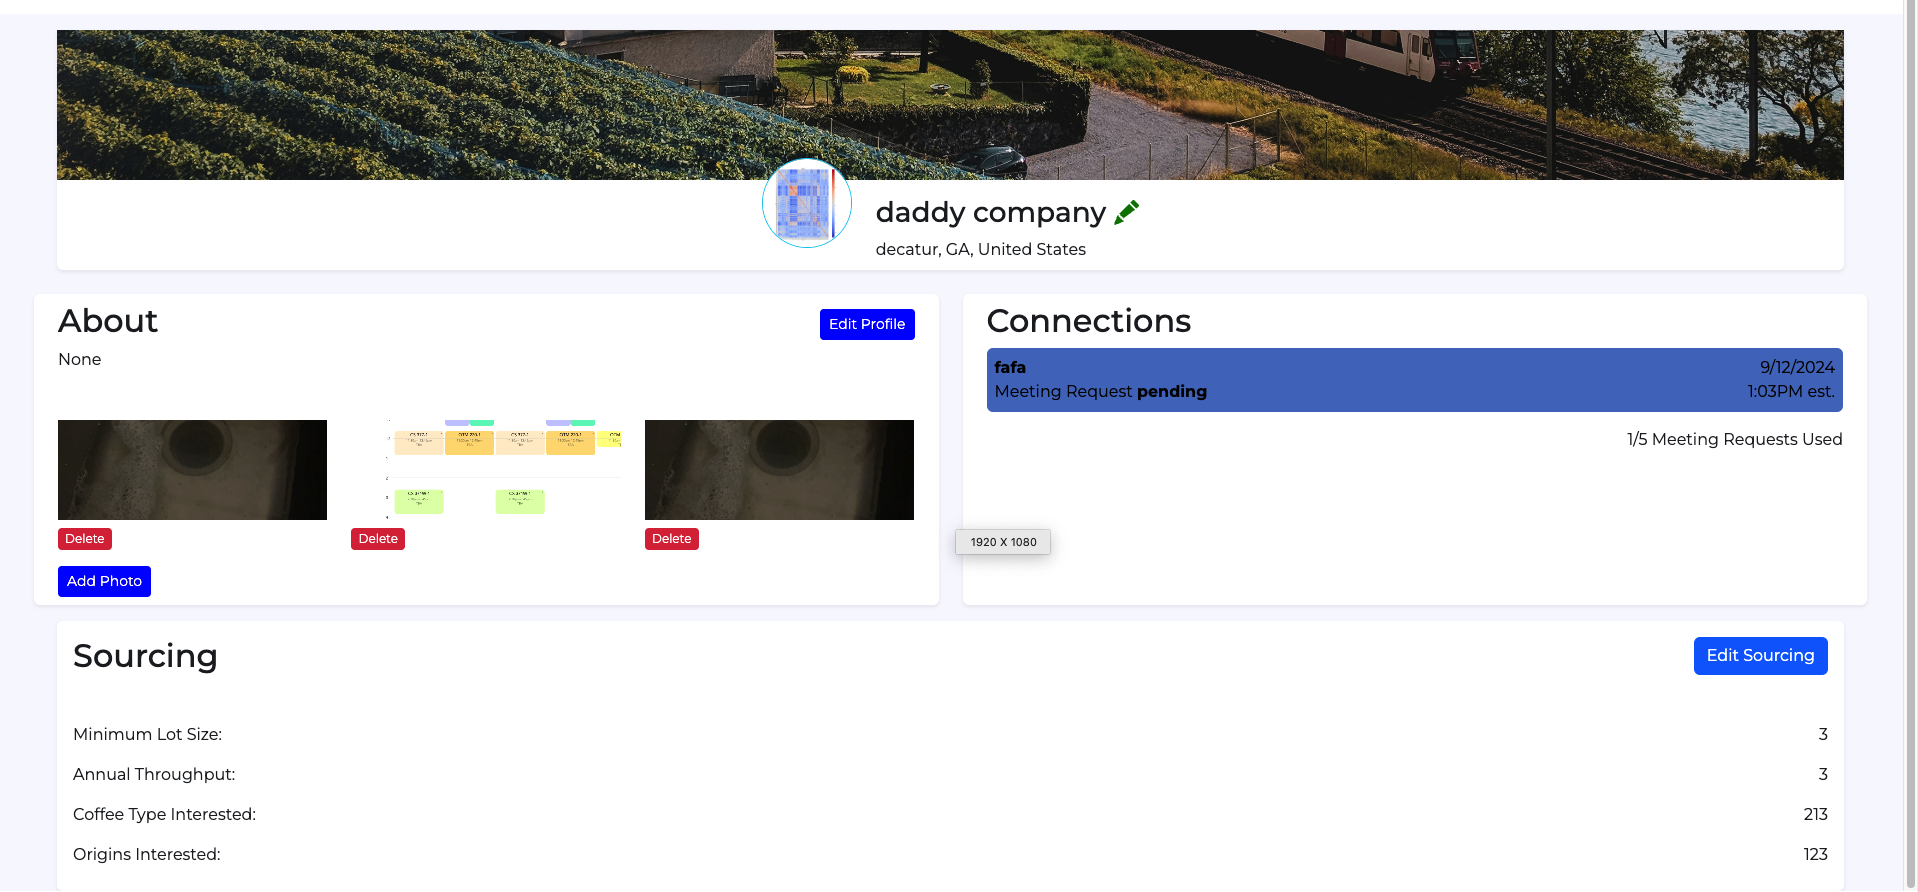 daddy company
decatur, GA, United States
About
Edit Profile
None
Delete
Delete
Delete
Add Photo
Connections
fafa
9/12/2024
Meeting Request pending
1:03PM est.
1/5 Meeting Requests Used
1920 X 1080
Sourcing
Edit Sourcing
Minimum Lot Size:
3
Annual Throughput:
3
Coffee Type Interested:
213
Origins Interested:
123